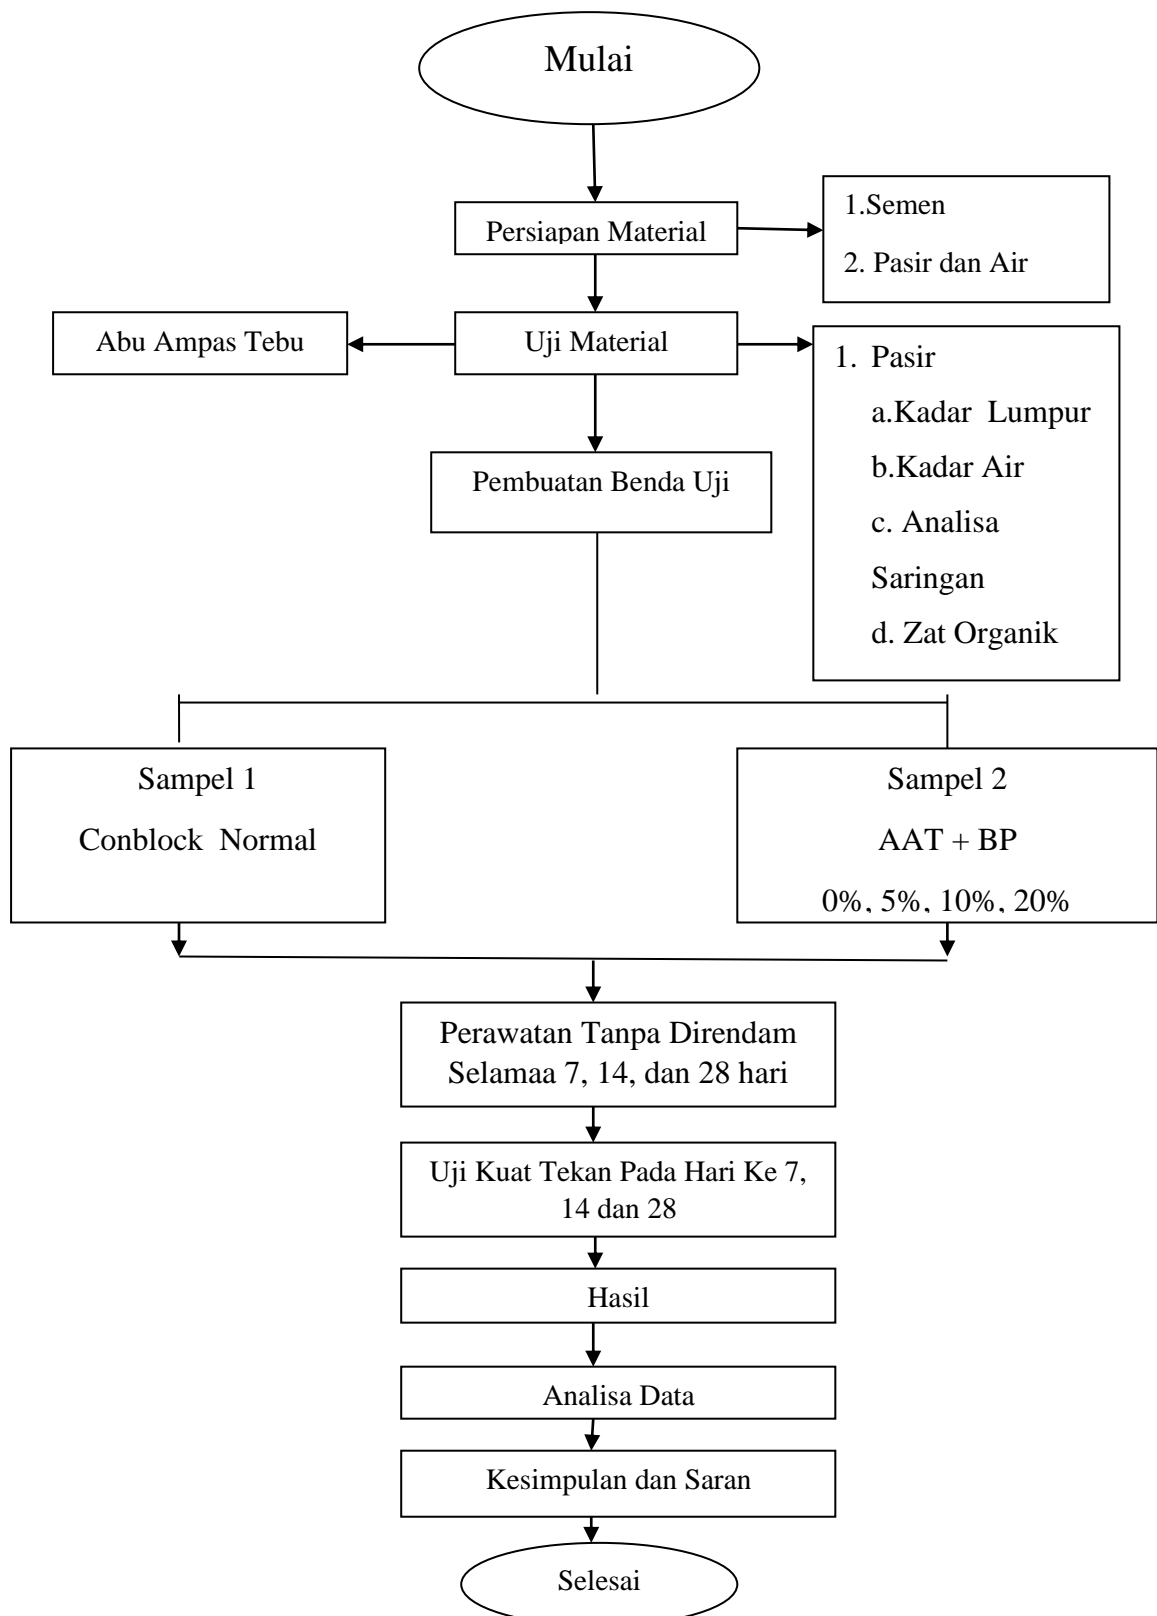 Mulai
Persiapan Material
1.Semen
2. Pasir dan Air
Abu Ampas Tebu
Uji Material
1. Pasir
a.Kadar Lumpur
b.Kadar Air
c. Analisa
Saringan
d. Zat Organik
Pembuatan Benda Uji
Sampel 1
Conblock Normal
Sampel 2
AAT + BP
0%, 5%, 10%, 20%
Perawatan Tanpa Direndam
Selamaa 7, 14, dan 28 hari
Uji Kuat Tekan Pada Hari Ke 7,
14 dan 28
Hasil
Analisa Data
Kesimpulan dan Saran
Selesai